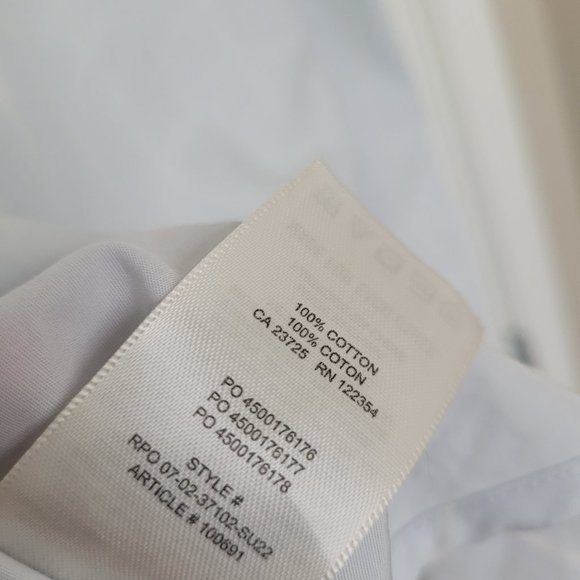 100% COTTON
100% COTON
CA 23725 RN 122354
PO 4500176176
PO 4500176177
PO 4500176178
STYLE #
RPO 07-02-37102-SU22
ARTICLE # 100691